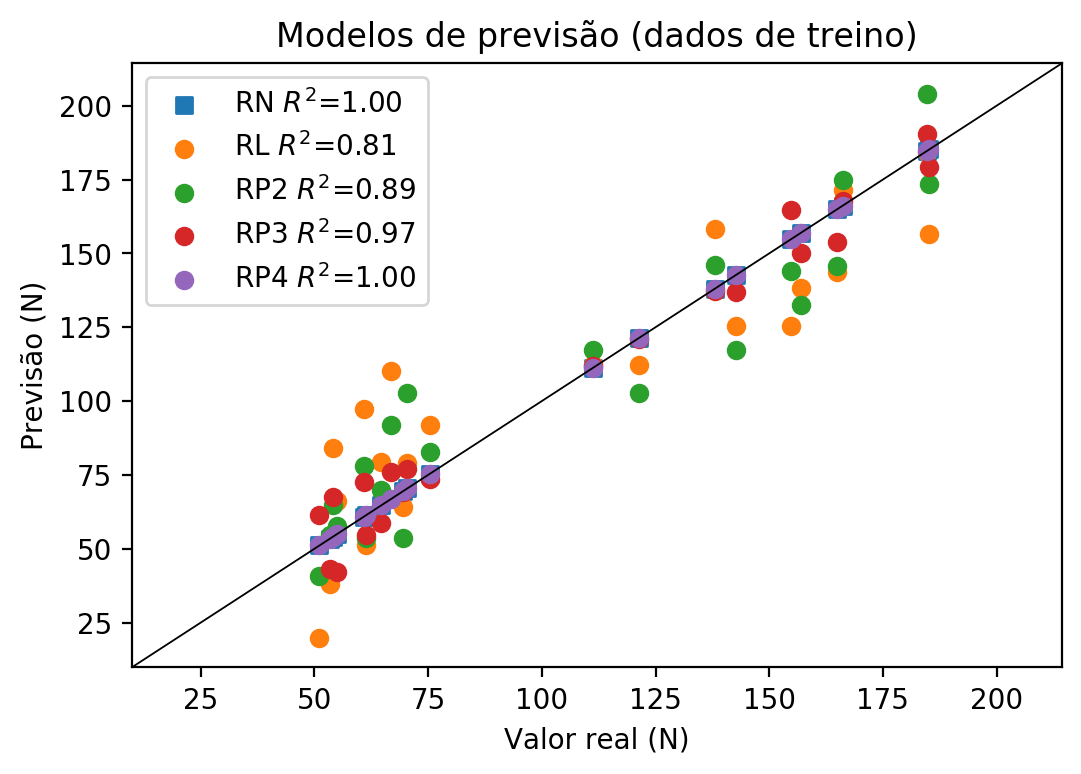 Modelos de previsão (dados de treino)
RN R²=1.00
RL R²=0.81
RP2 R²=0.89
RP3 R²=0.97
RP4 R²=1.00
Previsão (N)
200
175
150
125
100
75
50
25
25 50 75 100 125 150 175 200
Valor real (N)